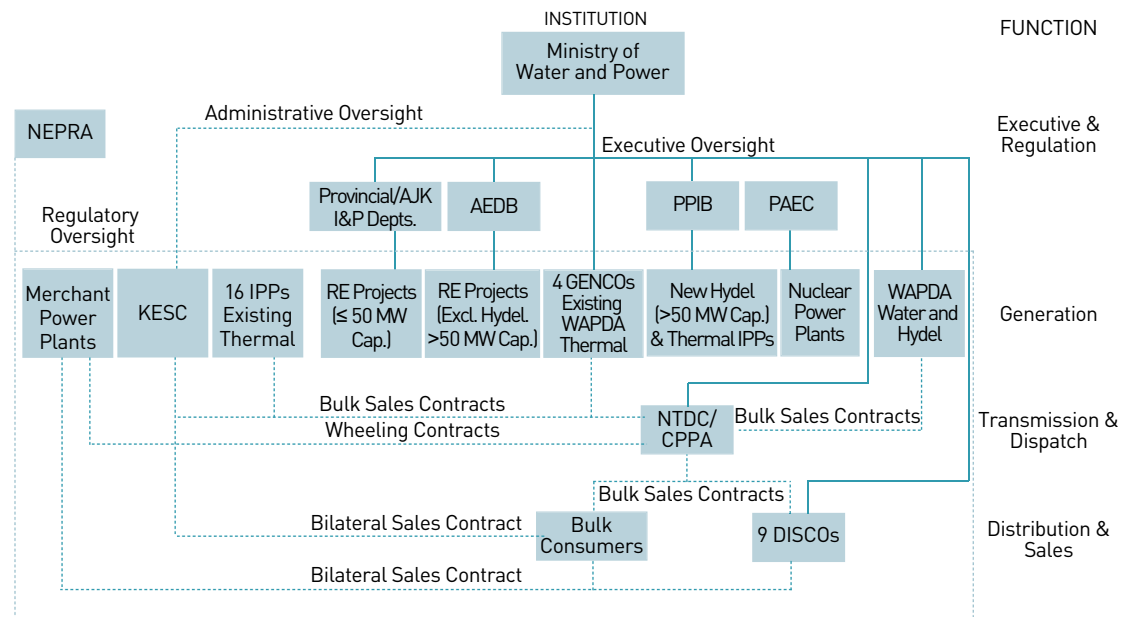 INSTITUTION
FUNCTION
Ministry of
Water and Power
Administrative Oversight
NEPRA
Executive &
Regulation
Executive Oversight
Provincial/AJK
I&P Depts.
AEDB
PPIB
PAEC
Regulatory
Oversight
Merchant
Power
Plants
KESC
16 IPPs
Existing
Thermal
RE Projects
(≤ 50 MW
Cap.)
RE Projects
(Excl. Hydel.
>50 MW Cap.)
4 GENCOs
Existing
WAPDA
Thermal
New Hydel
(>50 MW Cap.)
& Thermal IPPs
Nuclear
Power
Plants
WAPDA
Water and
Hydel
Generation
Bulk Sales Contracts
Wheeling Contracts
NTDC/
CPPA
Bulk Sales Contracts
Transmission &
Dispatch
Bulk Sales Contracts
Bilateral Sales Contract
Bulk
Consumers
9 DISCOs
Distribution &
Sales
Bilateral Sales Contract